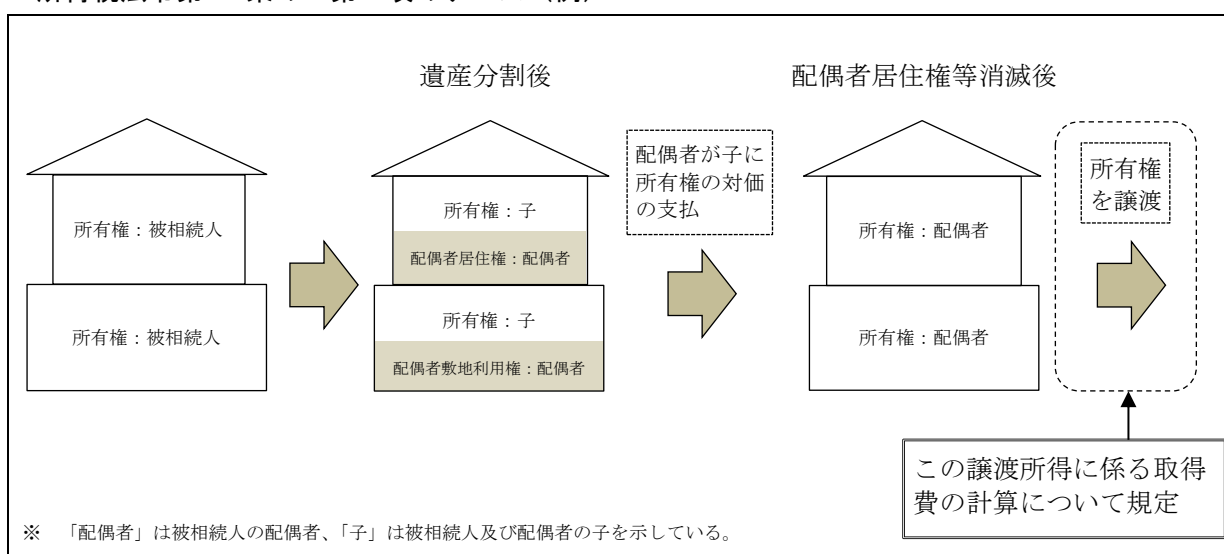 遺産分割後
配偶者居住権等消滅後
所有権:被相続人
所有権:被相続人
所有権:子
配偶者居住権:配偶者
所有権:子
配偶者敷地利用権:配偶者
配偶者が子に
所有権の対価
の支払
所有権:配偶者
所有権:配偶者
所有権
を譲渡
この譲渡所得に係る取得
費の計算について規定
※ 「配偶者」は被相続人の配偶者、「子」は被相続人及び配偶者の子を示している。